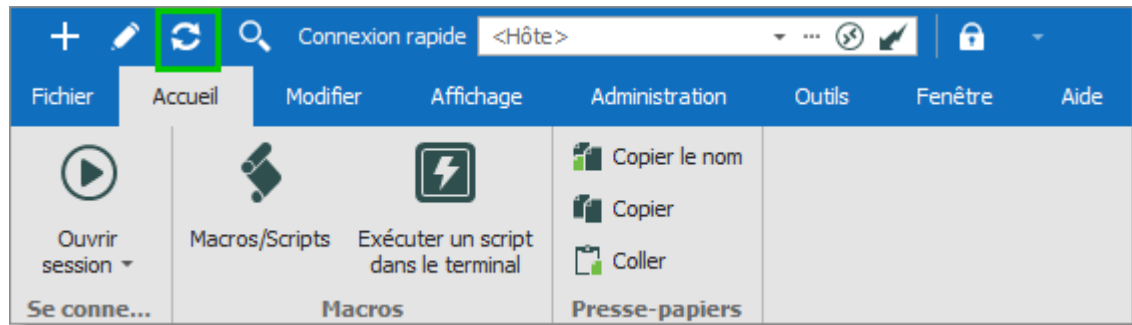 Connexion rapide <Hôte>
Fichier Accueil Modifier Affichage Administration Outils Fenêtre Aide
Copier le nom
Copier
Ouvrir session
Macros/Scripts
Exécuter un script dans le terminal
Coller
Se conne... Macros Presse-papiers